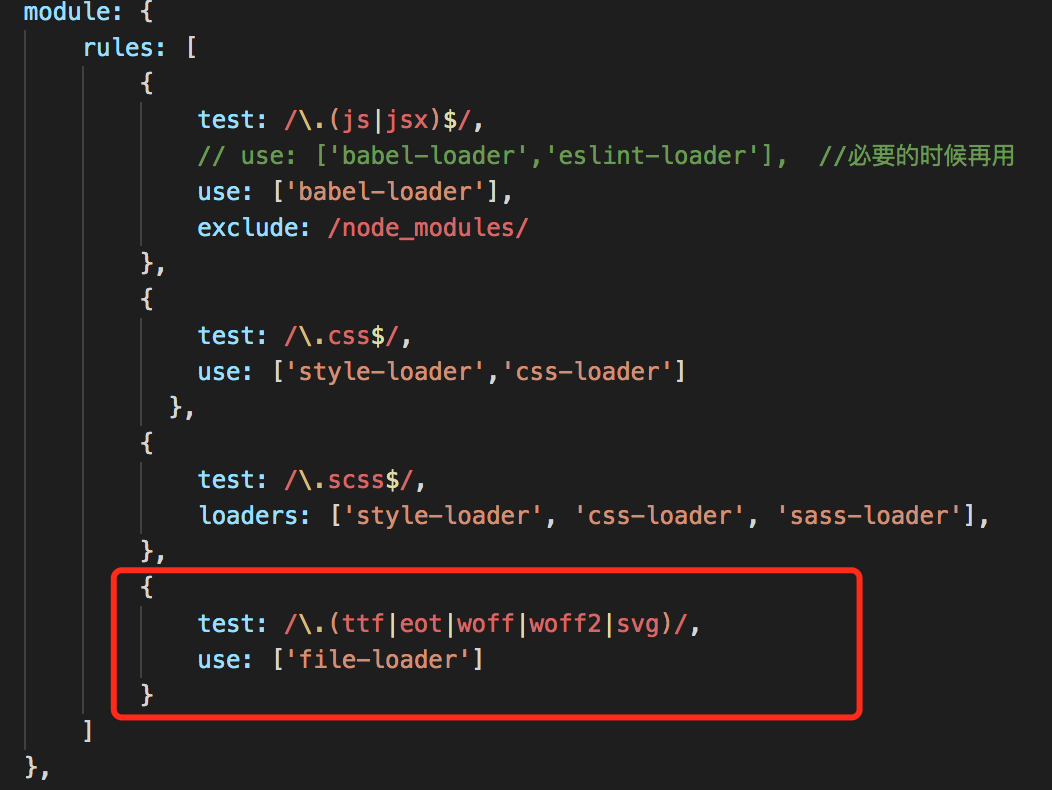 module: {
rules: [
{
test: /\.(js|jsx)$/,
// use: ['babel-loader','eslint-loader'],  //必要的时候再用
use: ['babel-loader'],
exclude: /node_modules/
},
{
test: /\.css$/,
use: ['style-loader','css-loader']
},
{
test: /\.scss$/,
loaders: ['style-loader', 'css-loader', 'sass-loader'],
},
{
test: /\.(ttf|eot|woff|woff2|svg)/,
use: ['file-loader']
}
]
},